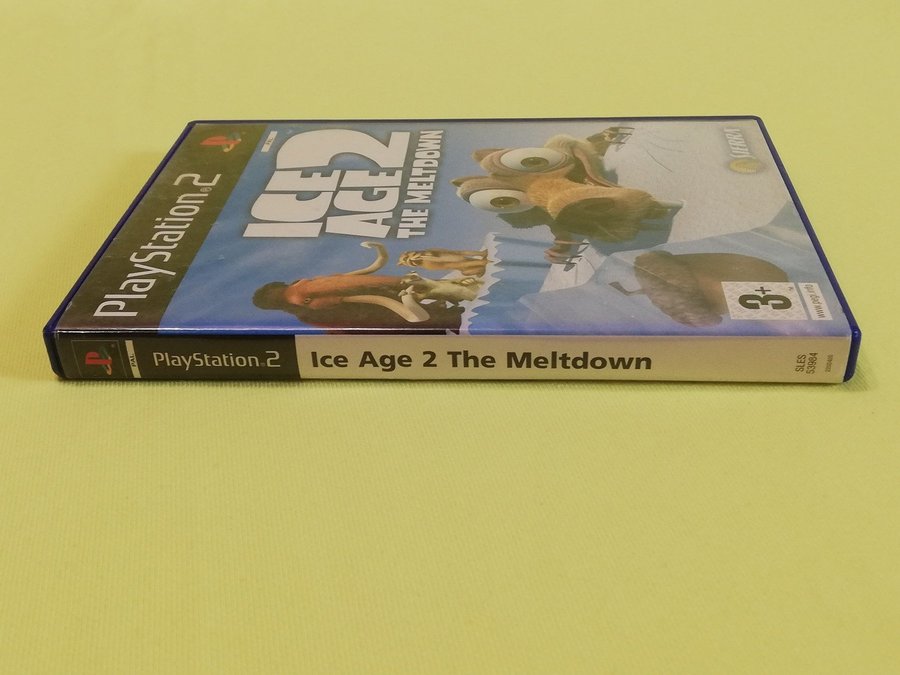 PlayStation®2
ICE
AGE 2
THE MELTDOWN
SIERRA
3+
www.pegi.info
PAL
PlayStation®2
Ice Age 2 The Meltdown
SLES
53984